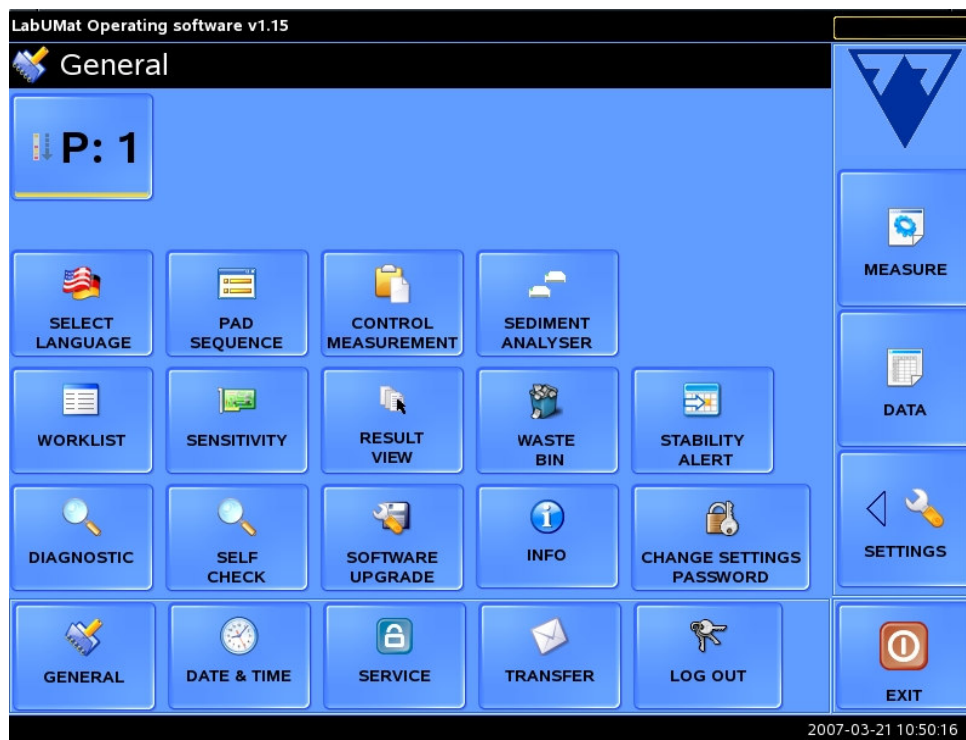 LabUMat Operating software v1.15
General
P: 1
MEASURE
SELECT
LANGUAGE
PAD
SEQUENCE
CONTROL
MEASUREMENT
SEDIMENT
ANALYSER
WORKLIST
SENSITIVITY
RESULT
VIEW
WASTE
BIN
STABILITY
ALERT
DATA
DIAGNOSTIC
SELF
CHECK
SOFTWARE
UPGRADE
INFO
CHANGE SETTINGS
PASSWORD
SETTINGS
GENERAL
DATE & TIME
SERVICE
TRANSFER
LOG OUT
EXIT
2007-03-21 10:50:16